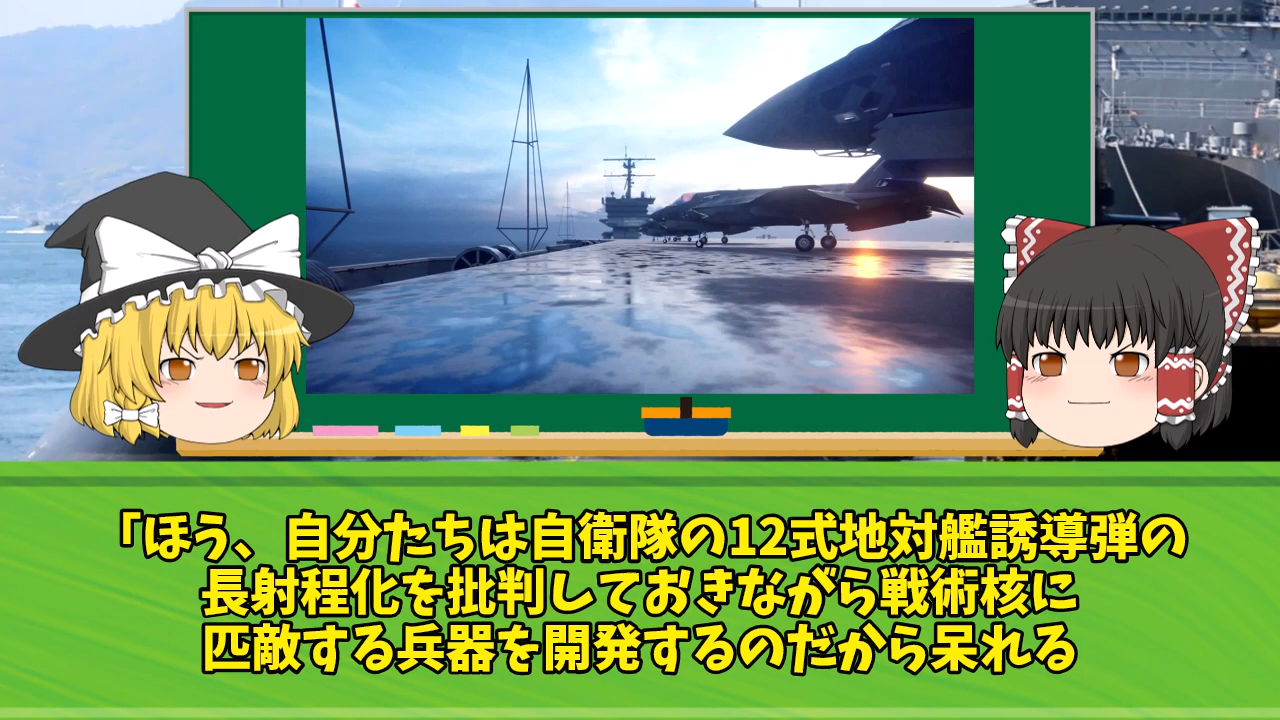 「ほう、自分たちは自衛隊の12式地対艦誘導弾の
長射程化を批判しておきながら戦術核に
匹敵する兵器を開発するのだから呆れる